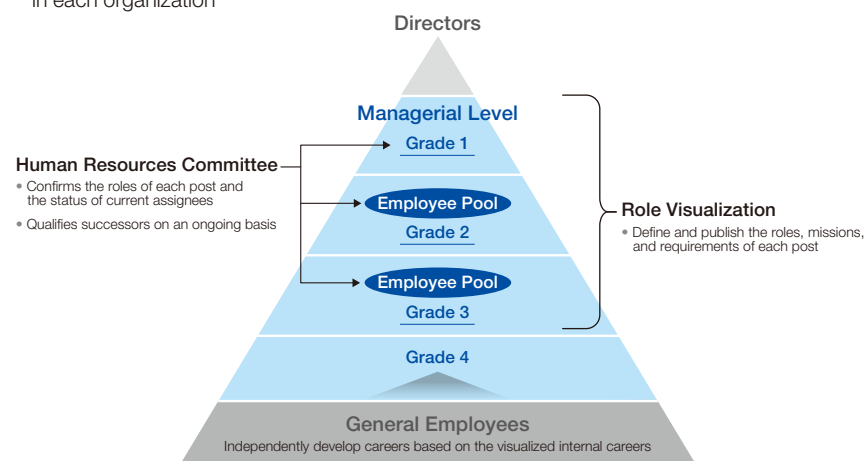 in each organization
Directors
Managerial Level
Grade 1
Human Resources Committee
• Confirms the roles of each post and
the status of current assignees
• Qualifies successors on an ongoing basis
Employee Pool
Grade 2
Role Visualization
• Define and publish the roles, missions,
and requirements of each post
Employee Pool
Grade 3
Grade 4
General Employees
Independently develop careers based on the visualized internal careers